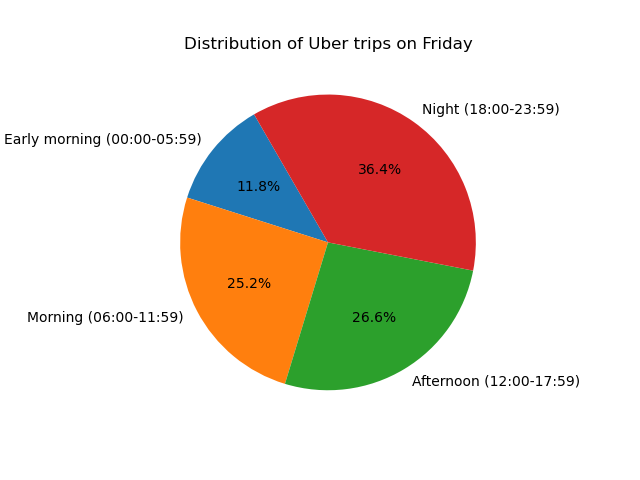 Distribution of Uber trips on Friday
Night (18:00-23:59)
Early morning (00:00-05:59)
36.4%
11.8%
25.2%
Morning (06:00-11:59)
26.6%
Afternoon (12:00-17:59)